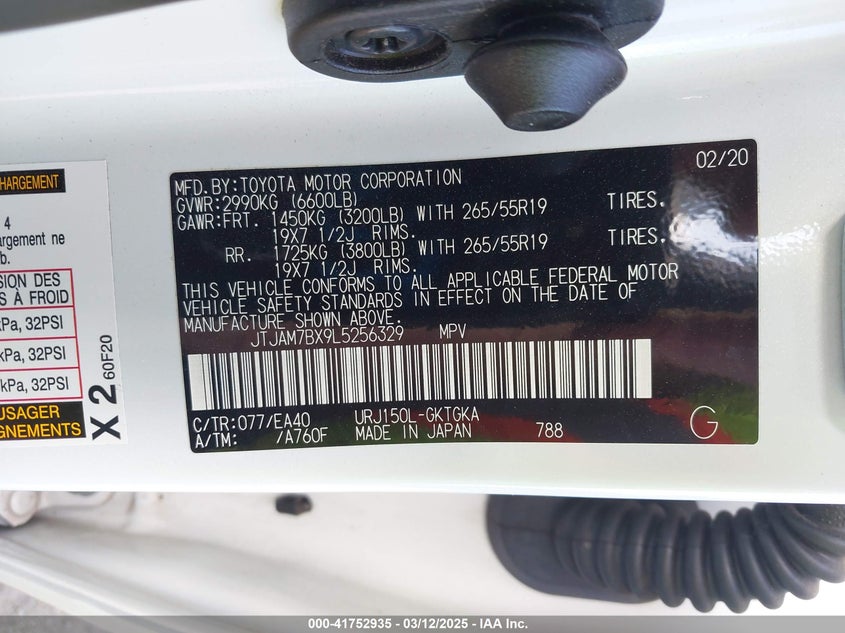 HARGEMENT
4
hargement ne
b.
SION DES
S À FROID
kPa, 32PSI
kPa, 32PSI
kPa, 32PSI
USAGER
NEMENTS
X 2 60F20
02/20
MFD.BY:TOYOTA MOTOR CORPORATION
GVWR:2990KG (6600LB)
GAWR:FRT. 1450KG (3200LB) WITH 265/55R19 TIRES.
19X7 1/2J RIMS.
RR. 1725KG (3800LB) WITH 265/55R19 TIRES.
19X7 1/2J RIMS.
THIS VEHICLE CONFORMS TO ALL APPLICABLE FEDERAL MOTOR
VEHICLE SAFETY STANDARDS IN EFFECT ON THE DATE OF
MANUFACTURE SHOWN ABOVE.
JTJAM7BX9L5256329 MPV
C/TR:077/EA40 URJ150L-GKTGKA
A/TM: /A760F MADE IN JAPAN 788 G
000-41752935 - 03/12/2025 - IAA Inc.